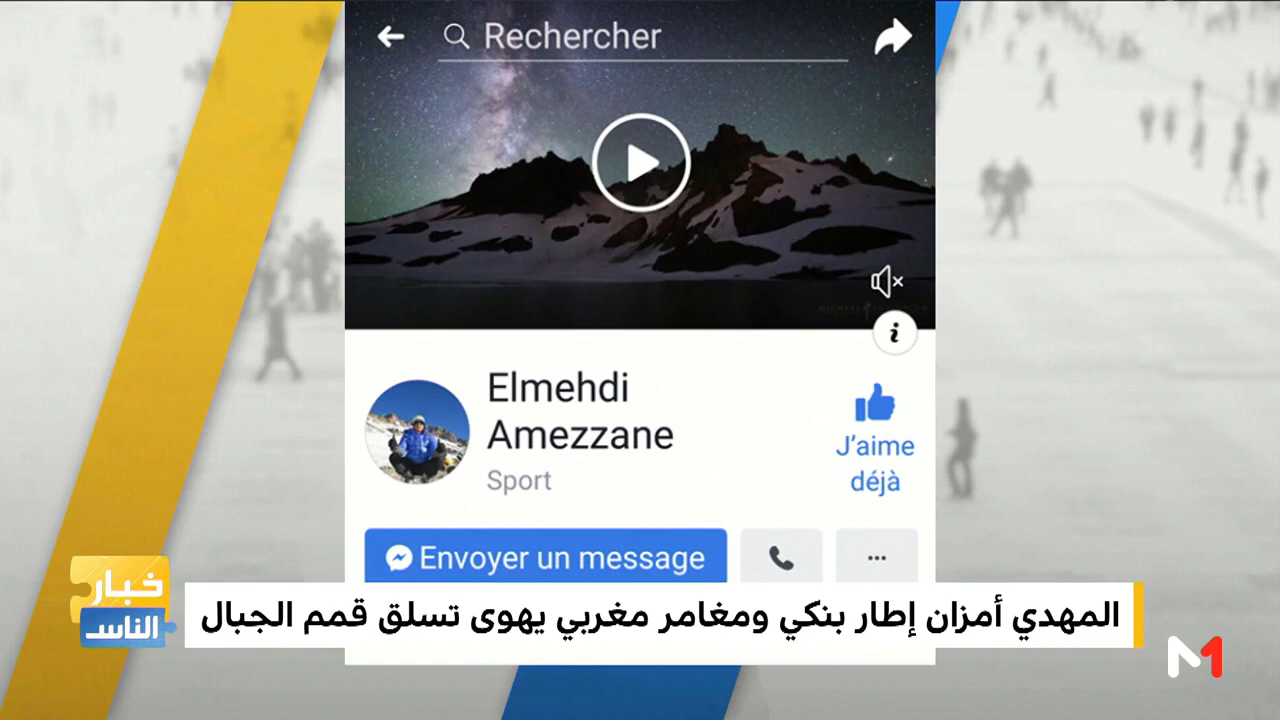 Rechercher
Elmehdi
Amezzane
Sport
J'aime
déjà
Envoyer un message
خبار
الناس
المهدي أمزان إطار بنكي ومغامر مغربي يهوى تسلق قمم الجبال
M1